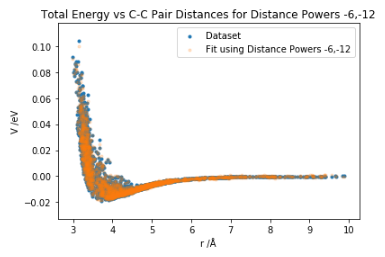 Total Energy vs C-C Pair Distances for Distance Powers -6,-12
Dataset
Fit using Distance Powers -6,-12
V /eV
0.10
0.08
0.06
0.04
0.02
0.00
−0.02
3 4 5 6 7 8 9 10
r /Å